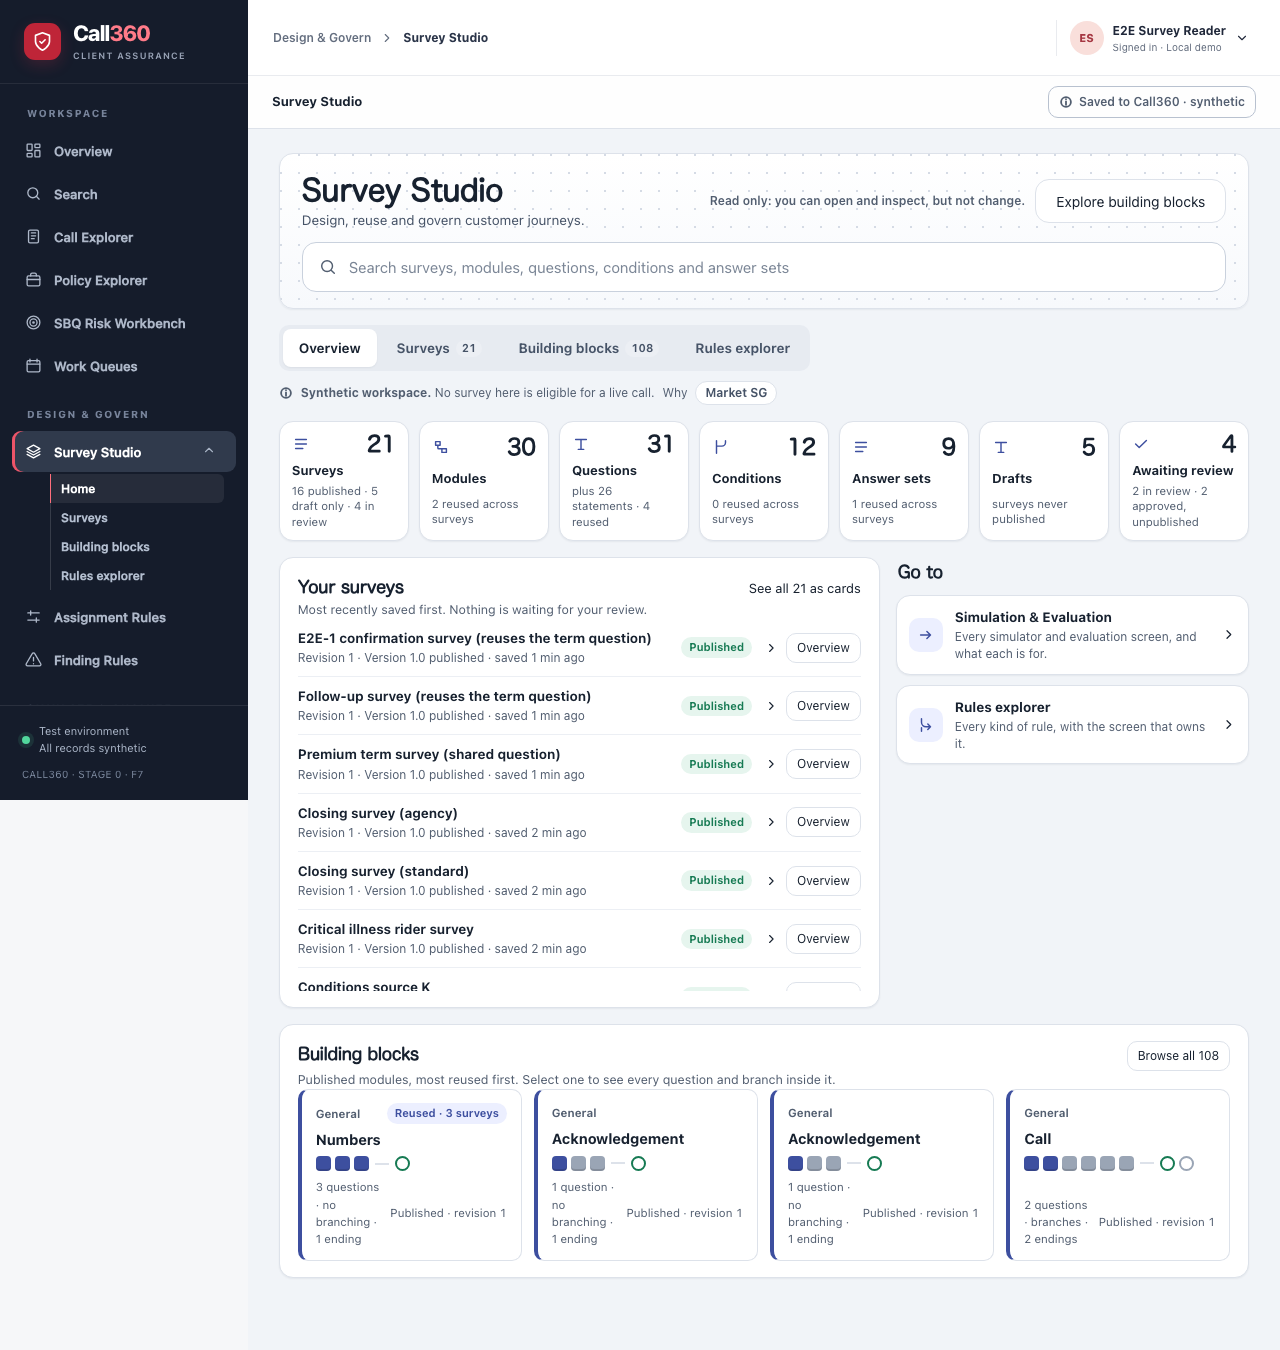 Call360
CLIENT ASSURANCE
WORKSPACE
Overview
Search
Call Explorer
Policy Explorer
SBQ Risk Workbench
Work Queues
DESIGN & GOVERN
Survey Studio
Home
Surveys
Building blocks
Rules explorer
Assignment Rules
Finding Rules
Test environment
All records synthetic
CALL360 · STAGE 0 · F7
Design & Govern > Survey Studio
ES
E2E Survey Reader
Signed in · Local demo
Survey Studio
Saved to Call360 · synthetic
Survey Studio
Design, reuse and govern customer journeys.
Read only: you can open and inspect, but not change.
Explore building blocks
Search surveys, modules, questions, conditions and answer sets
Overview
Surveys 21
Building blocks 108
Rules explorer
Synthetic workspace. No survey here is eligible for a live call. Why Market SG
21
Surveys
16 published · 5
draft only · 4 in
review
30
Modules
2 reused across
surveys
31
Questions
plus 26
statements · 4
reused
12
Conditions
0 reused across
surveys
9
Answer sets
1 reused across
surveys
5
Drafts
surveys never
published
4
Awaiting review
2 in review · 2
approved,
unpublished
Your surveys
See all 21 as cards
Most recently saved first. Nothing is waiting for your review.
E2E-1 confirmation survey (reuses the term question)
Revision 1 · Version 1.0 published · saved 1 min ago
Published
Overview
Follow-up survey (reuses the term question)
Revision 1 · Version 1.0 published · saved 1 min ago
Published
Overview
Premium term survey (shared question)
Revision 1 · Version 1.0 published · saved 1 min ago
Published
Overview
Closing survey (agency)
Revision 1 · Version 1.0 published · saved 2 min ago
Published
Overview
Closing survey (standard)
Revision 1 · Version 1.0 published · saved 2 min ago
Published
Overview
Critical illness rider survey
Revision 1 · Version 1.0 published · saved 2 min ago
Published
Overview
Conditions source K
Go to
Simulation & Evaluation
Every simulator and evaluation screen, and
what each is for.
Rules explorer
Every kind of rule, with the screen that owns
it.
Building blocks
Browse all 108
Published modules, most reused first. Select one to see every question and branch inside it.
General
Reused · 3 surveys
Numbers
3 questions
· no
branching ·
1 ending
Published · revision 1
General
Acknowledgement
1 question ·
no
branching ·
1 ending
Published · revision 1
General
Acknowledgement
1 question ·
no
branching ·
1 ending
Published · revision 1
General
Call
2 questions
· branches ·
2 endings
Published · revision 1